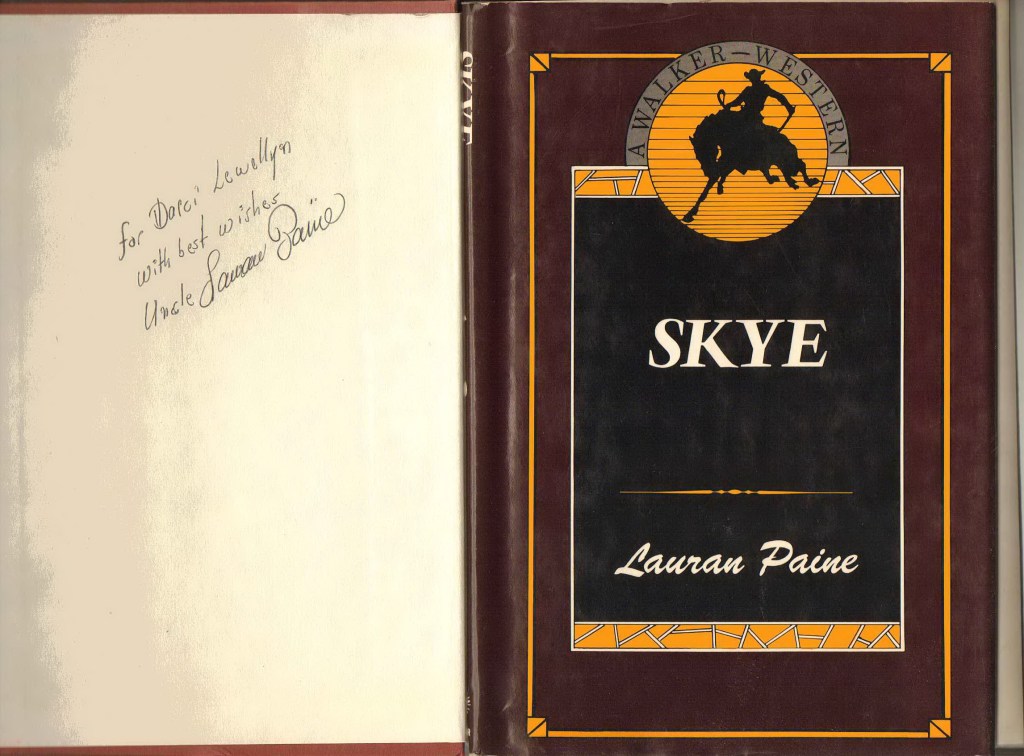 for Darci Lewellyn
with best wishes
Uncle Lauran Paine
SKYE
A WALKER—WESTERN
SKYE
Lauran Paine